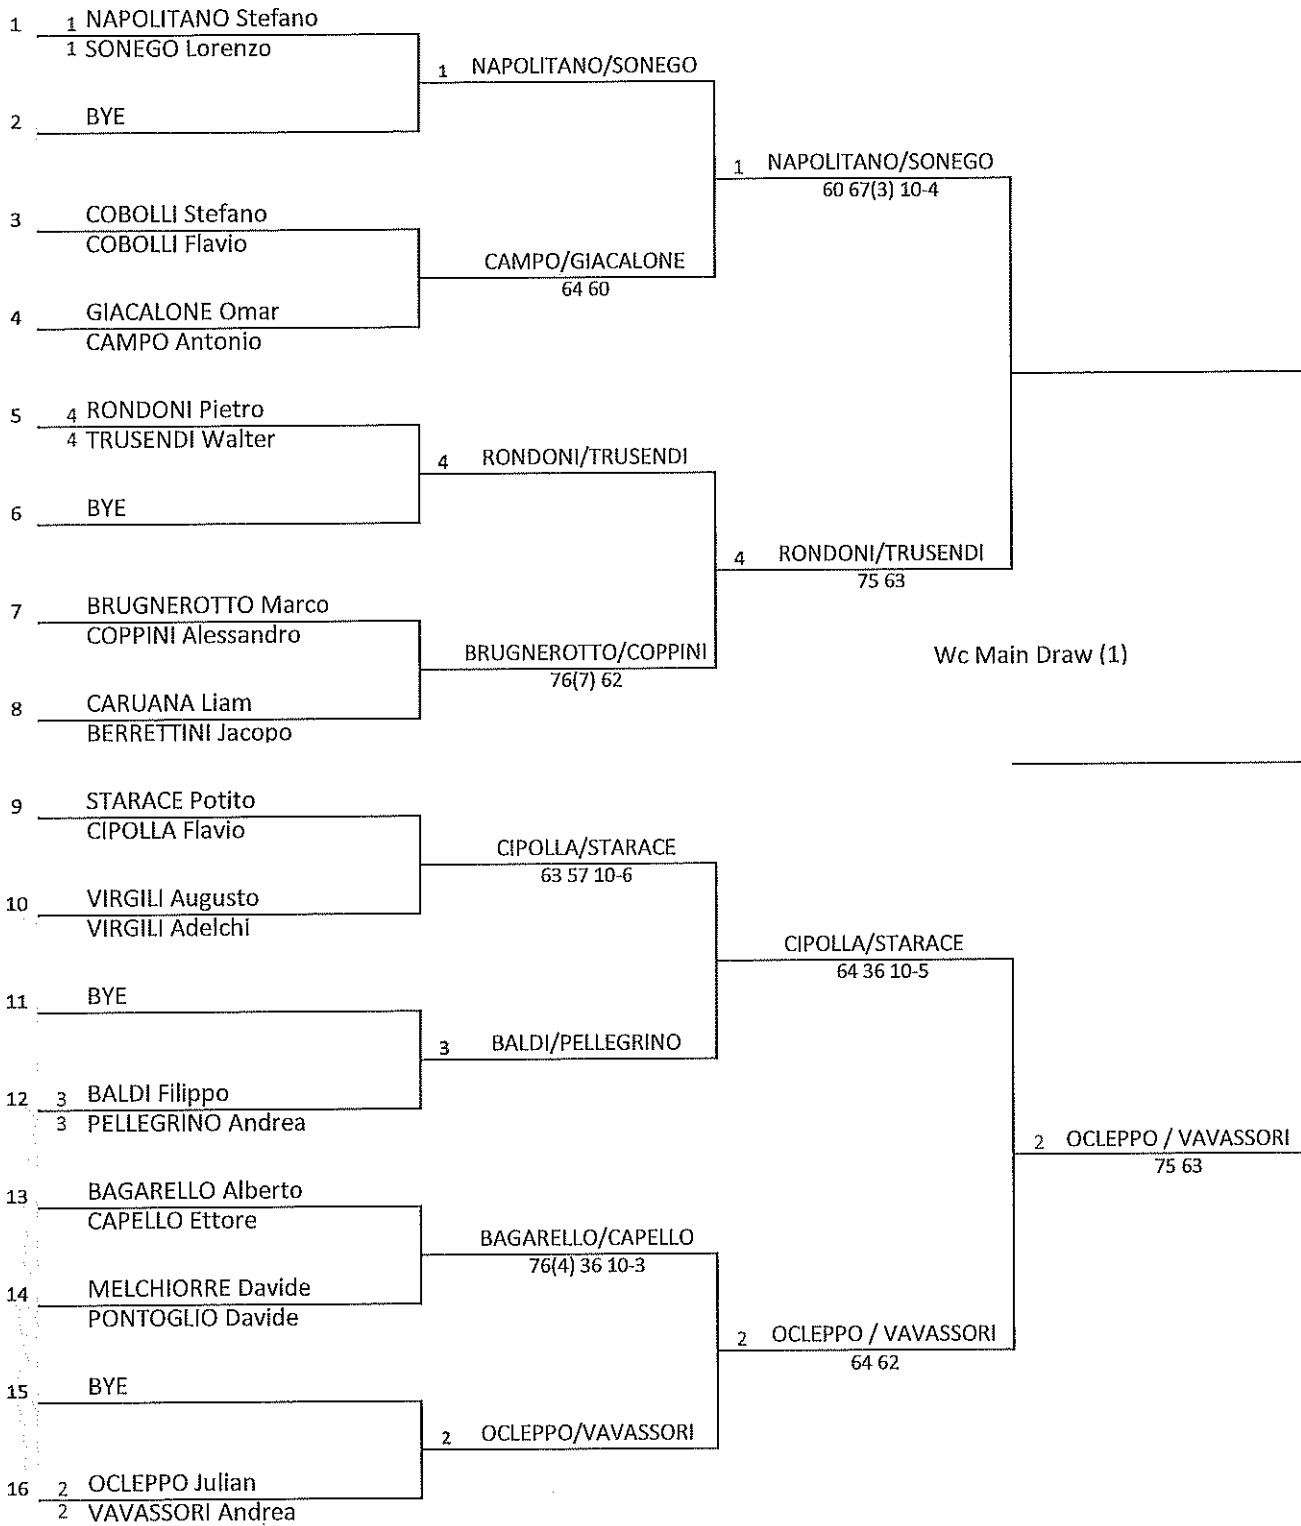 1 1 NAPOLITANO Stefano
1 SONEGO Lorenzo
1 NAPOLITANO/SONEGO
2 BYE
1 NAPOLITANO/SONEGO
60 67(3) 10-4
3 COBOLLI Stefano
COBOLLI Flavio
CAMPO/GIACALONE
64 60
4 GIACALONE Omar
CAMPO Antonio
5 4 RONDONI Pietro
4 TRUSENDI Walter
4 RONDONI/TRUSENDI
6 BYE
4 RONDONI/TRUSENDI
75 63
7 BRUGNEROTTO Marco
COPPINI Alessandro
BRUGNEROTTO/COPPINI
76(7) 62
Wc Main Draw (1)
8 CARUANA Liam
BERRETTINI Jacopo
9 STARACE Potito
CIPOLLA Flavio
CIPOLLA/STARACE
63 57 10-6
10 VIRGILI Augusto
VIRGILI Adelchi
CIPOLLA/STARACE
64 36 10-5
11 BYE
3 BALDI/PELLEGRINO
12 3 BALDI Filippo
3 PELLEGRINO Andrea
2 OCLEPPO / VAVASSORI
75 63
13 BAGARELLO Alberto
CAPELLO Ettore
BAGARELLO/CAPELLO
76(4) 36 10-3
14 MELCHIORRE Davide
PONTOGLIO Davide
2 OCLEPPO / VAVASSORI
64 62
15 BYE
2 OCLEPPO/VAVASSORI
16 2 OCLEPPO Julian
2 VAVASSORI Andrea